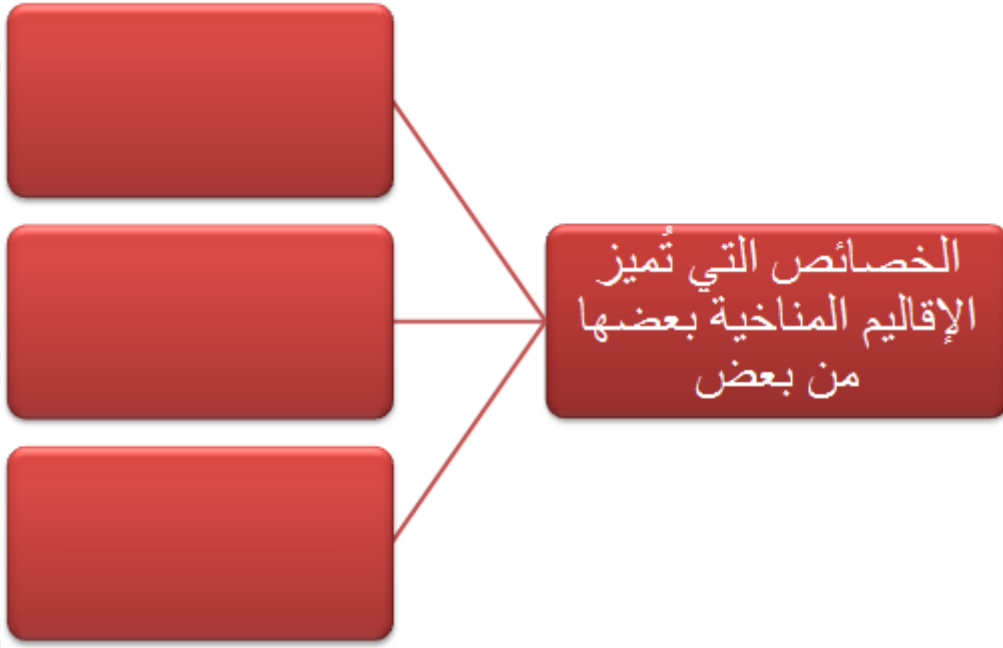 الخصائص التي تُميز
الإقاليم المناخية بعضها
من بعض